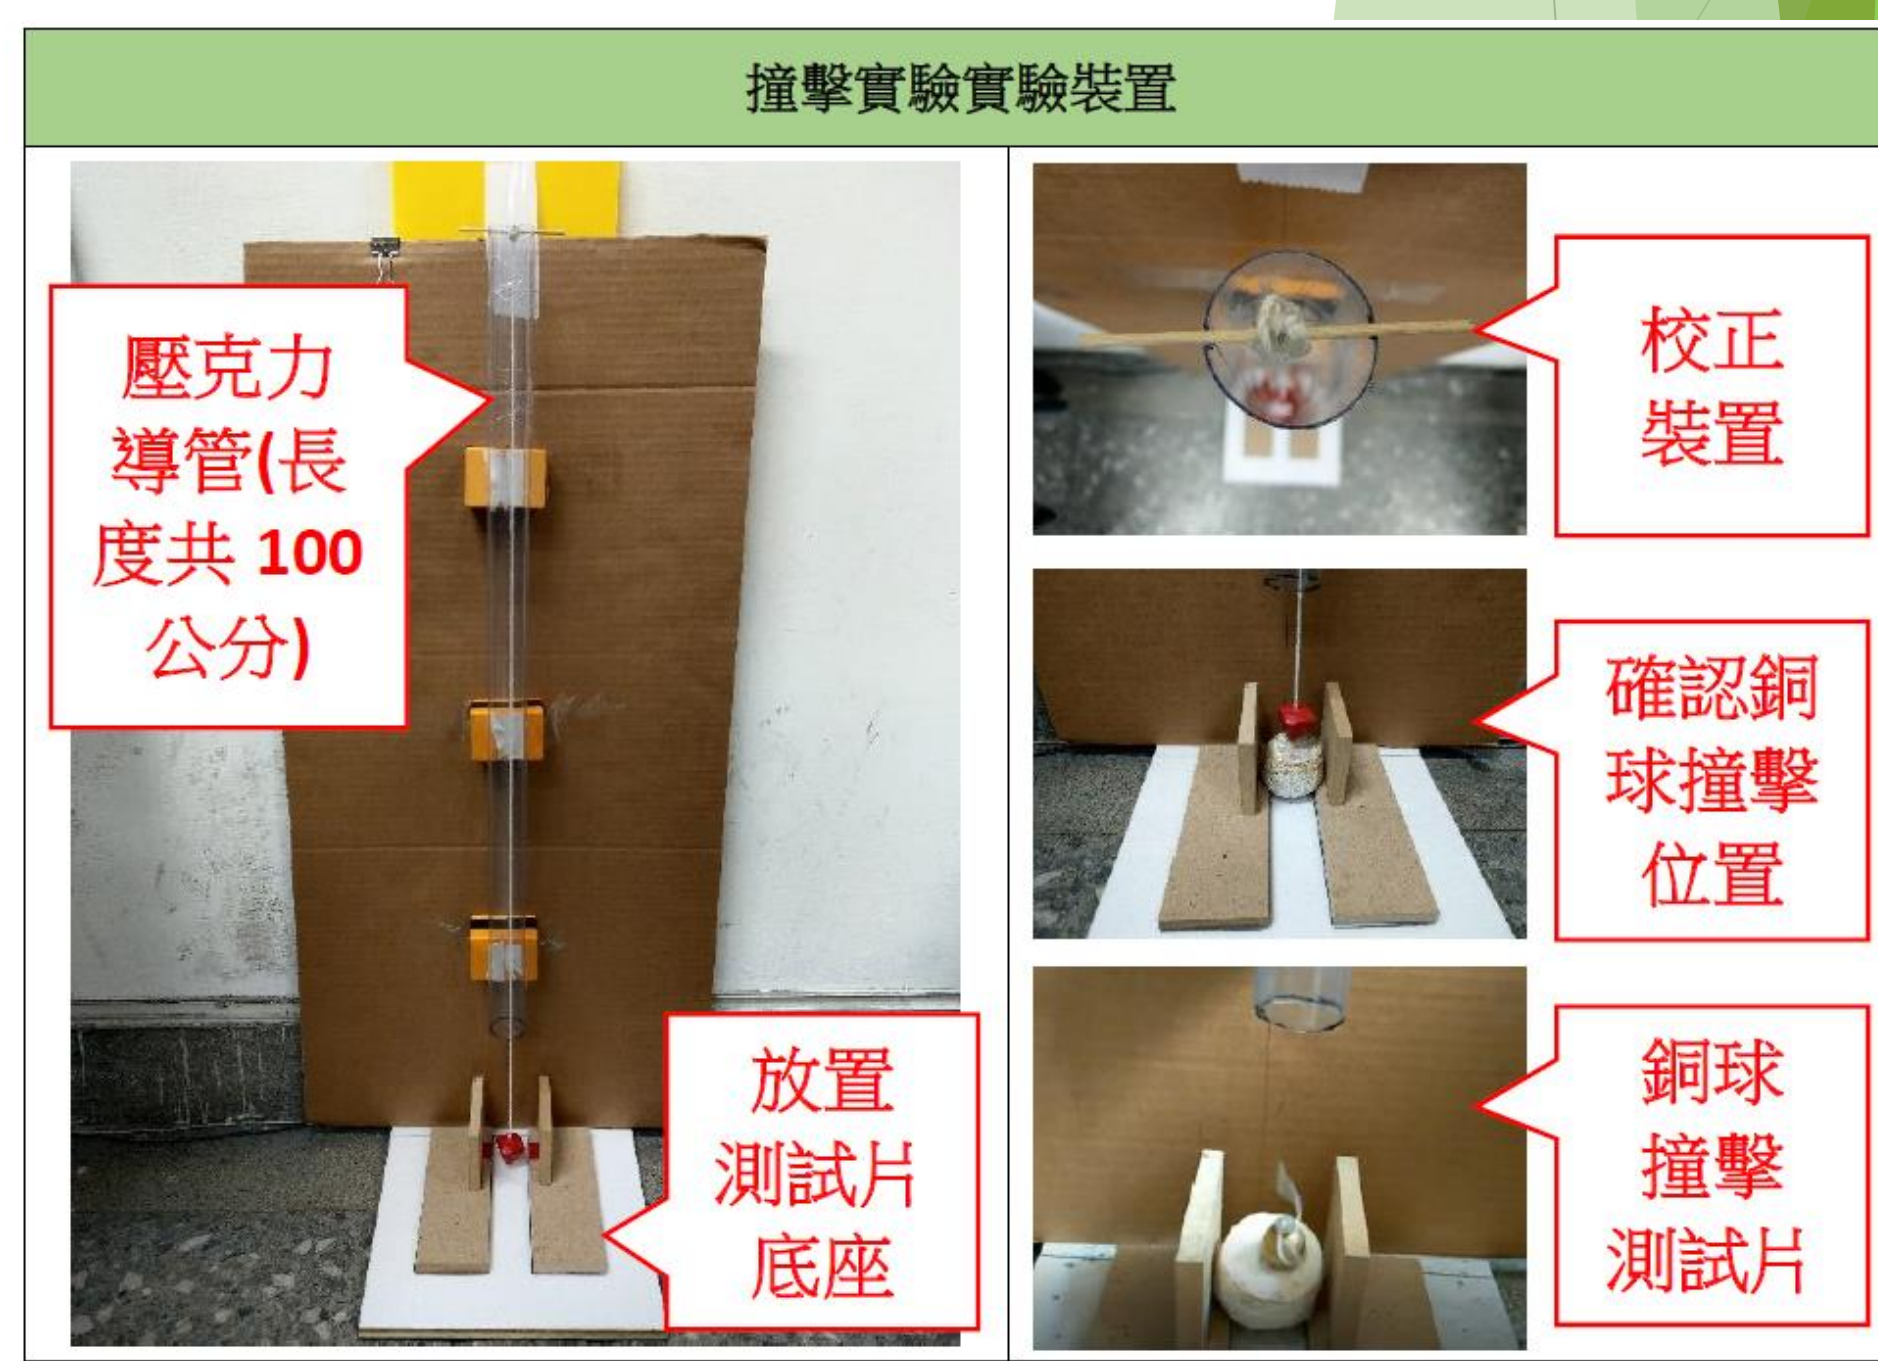 撞擊實驗實驗裝置
壓克力
導管(長
度共 100
公分)
放置
測試片
底座
校正
裝置
確認銅
球撞擊
位置
銅球
撞擊
測試片